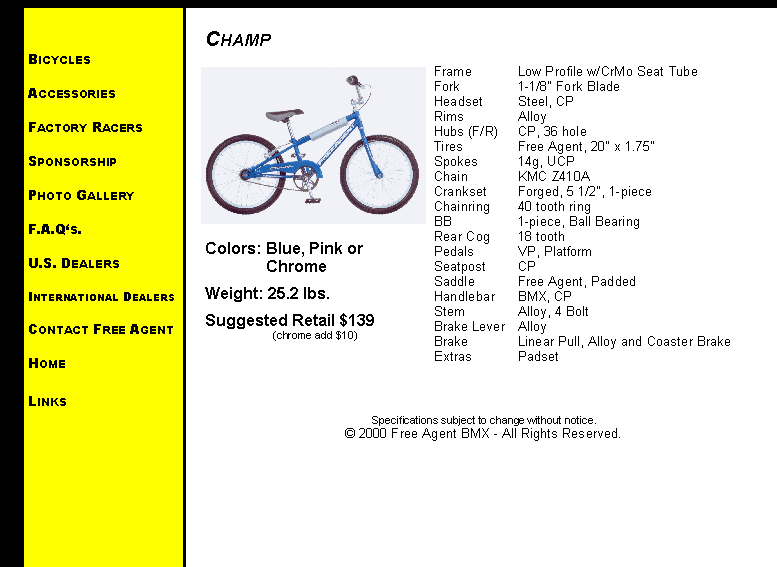 BICYCLES
ACCESSORIES
FACTORY RACERS
SPONSORSHIP
PHOTO GALLERY
F.A.Q's.
U.S. DEALERS
INTERNATIONAL DEALERS
CONTACT FREE AGENT
HOME
LINKS
CHAMP
FREE AGENT
Colors: Blue, Pink or
Chrome
Weight: 25.2 lbs.
Suggested Retail $139
(chrome add $10)
Frame Low Profile w/CrMo Seat Tube
Fork 1-1/8" Fork Blade
Headset Steel, CP
Rims Alloy
Hubs (F/R) CP, 36 hole
Tires Free Agent, 20" x 1.75"
Spokes 14g, UCP
Chain KMC Z410A
Crankset Forged, 5 1/2", 1-piece
Chainring 40 tooth ring
BB 1-piece, Ball Bearing
Rear Cog 18 tooth
Pedals VP, Platform
Seatpost CP
Saddle Free Agent, Padded
Handlebar BMX, CP
Stem Alloy, 4 Bolt
Brake Lever Alloy
Brake Linear Pull, Alloy and Coaster Brake
Extras Padset
Specifications subject to change without notice.
© 2000 Free Agent BMX - All Rights Reserved.